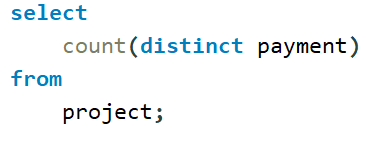 select
    count(distinct payment)
from
    project;